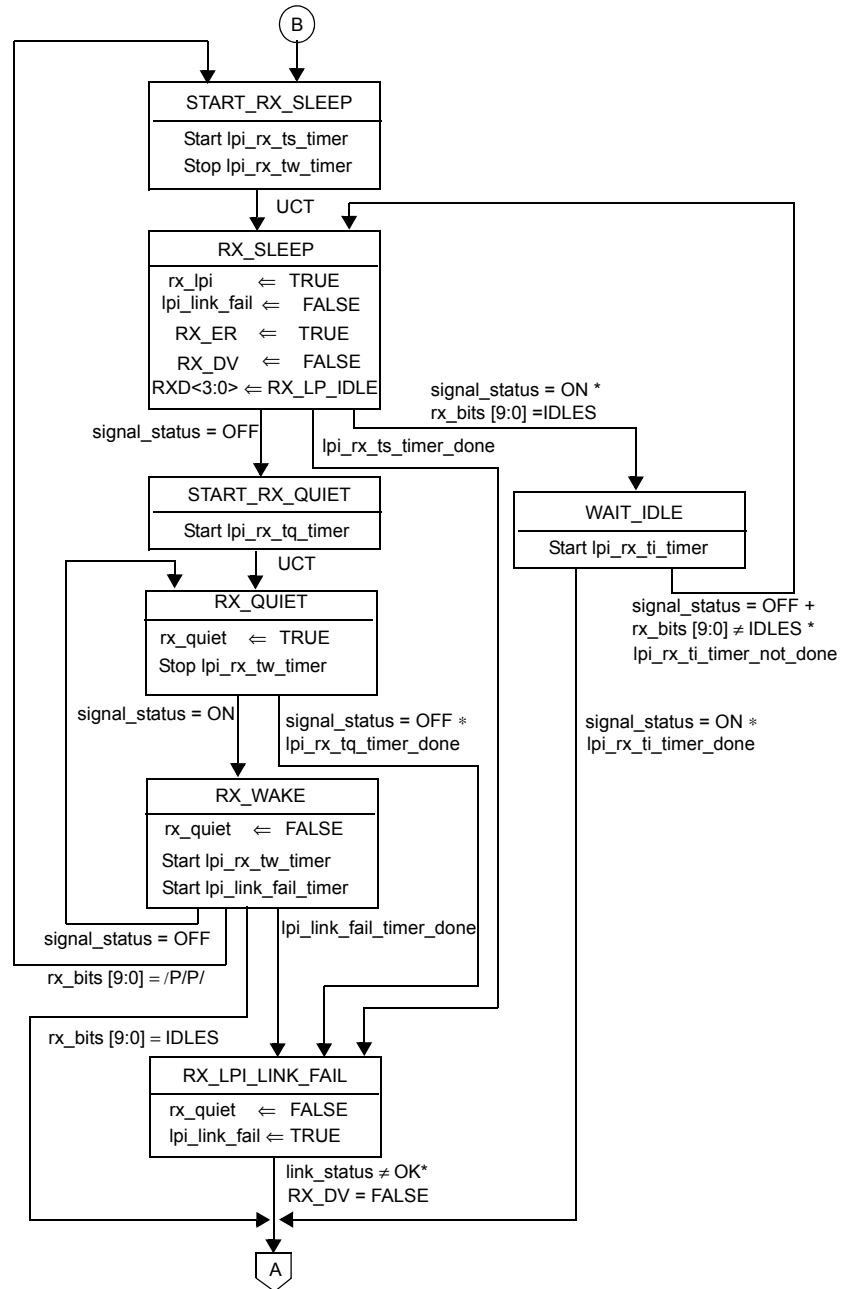 B
START_RX_SLEEP
Start lpi_rx_ts_timer
Stop lpi_rx_tw_timer
UCT
RX_SLEEP
rx_lpi ⇐ TRUE
lpi_link_fail ⇐ FALSE
RX_ER ⇐ TRUE
RX_DV ⇐ FALSE
RXD<3:0> ⇐ RX_LP_IDLE
signal_status = ON *
rx_bits [9:0] =IDLES
signal_status = OFF
lpi_rx_ts_timer_done
START_RX_QUIET
Start lpi_rx_tq_timer
WAIT_IDLE
Start lpi_rx_ti_timer
UCT
RX_QUIET
rx_quiet ⇐ TRUE
Stop lpi_rx_tw_timer
signal_status = OFF +
rx_bits [9:0] ≠ IDLES *
lpi_rx_ti_timer_not_done
signal_status = ON
signal_status = OFF *
lpi_rx_tq_timer_done
signal_status = ON *
lpi_rx_ti_timer_done
RX_WAKE
rx_quiet ⇐ FALSE
Start lpi_rx_tw_timer
Start lpi_link_fail_timer
lpi_link_fail_timer_done
signal_status = OFF
rx_bits [9:0] = /P/P/
rx_bits [9:0] = IDLES
RX_LPI_LINK_FAIL
rx_quiet ⇐ FALSE
lpi_link_fail ⇐ TRUE
link_status ≠ OK*
RX_DV = FALSE
A